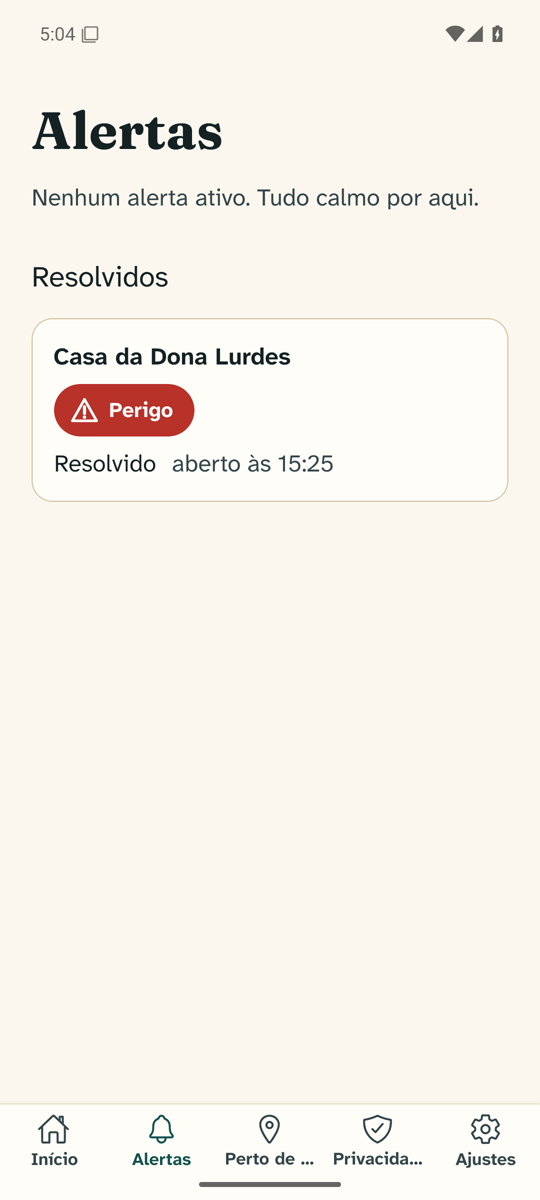 5:04
Alertas
Nenhum alerta ativo. Tudo calmo por aqui.
Resolvidos
Casa da Dona Lurdes
Perigo
Resolvido aberto às 15:25
Início Alertas Perto de ... Privacida... Ajustes